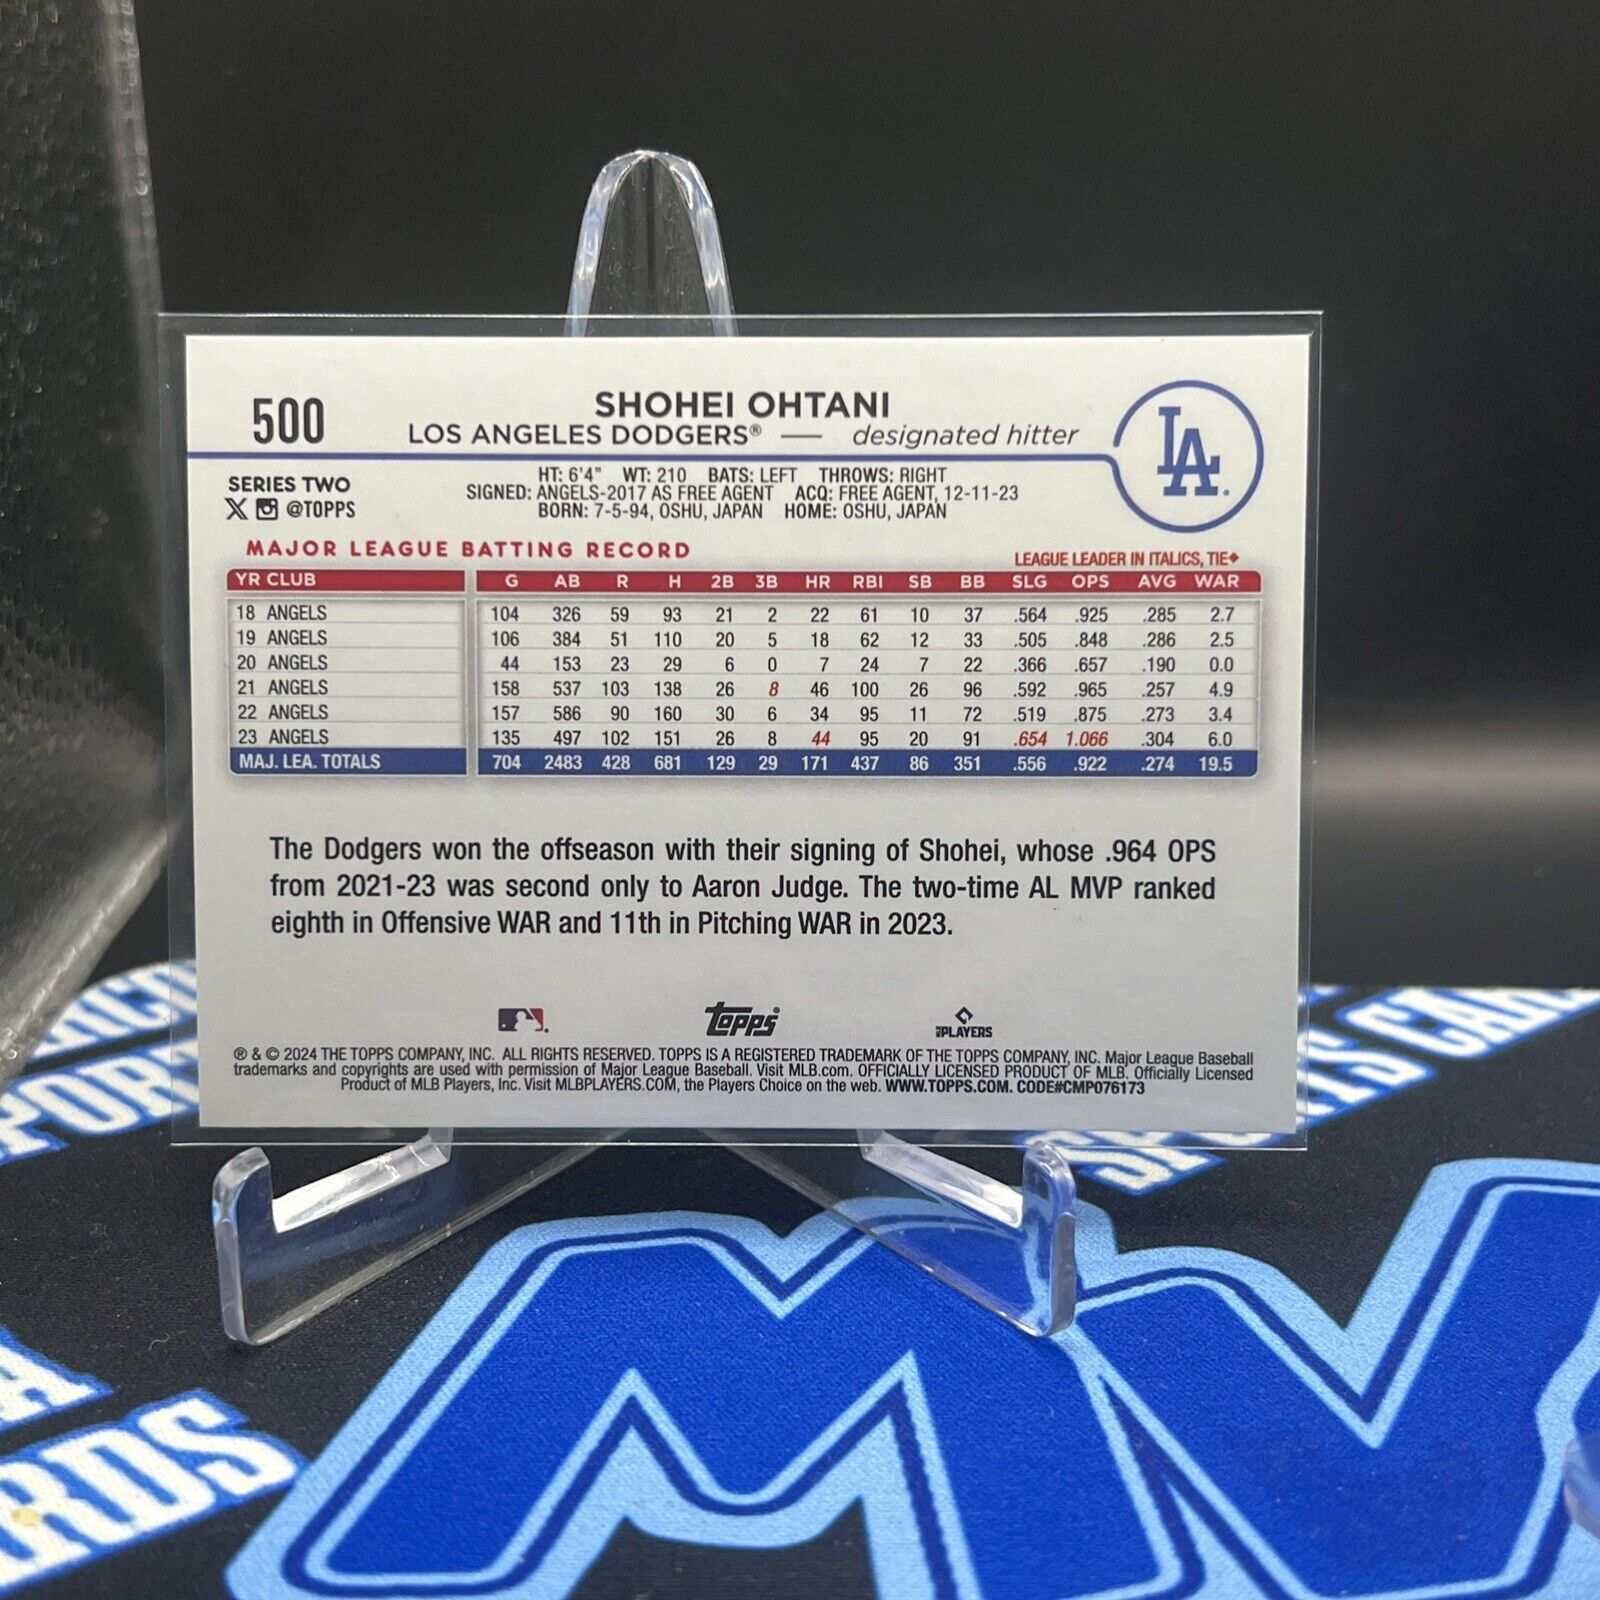 500
SHOHEI OHTANI
LOS ANGELES DODGERS® — designated hitter
LA
SERIES TWO
X @TOPPS
HT: 6'4" WT: 210 BATS: LEFT THROWS: RIGHT
SIGNED: ANGELS-2017 AS FREE AGENT ACQ: FREE AGENT, 12-11-23
BORN: 7-5-94, OSHU, JAPAN HOME: OSHU, JAPAN
MAJOR LEAGUE BATTING RECORD
LEAGUE LEADER IN ITALICS, TIE◆
YR CLUB G AB R H 2B 3B HR RBI SB BB SLG OPS AVG WAR
18 ANGELS 104 326 59 93 21 2 22 61 10 37 .564 .925 .285 2.7
19 ANGELS 106 384 51 110 20 5 18 62 12 33 .505 .848 .286 2.5
20 ANGELS 44 153 23 29 6 0 7 24 7 22 .366 .657 .190 0.0
21 ANGELS 158 537 103 138 26 8 46 100 26 96 .592 .965 .257 4.9
22 ANGELS 157 586 90 160 30 6 34 95 11 72 .519 .875 .273 3.4
23 ANGELS 135 497 102 151 26 8 44 95 20 91 .654 1.066 .304 6.0
MAJ. LEA. TOTALS 704 2483 428 681 129 29 171 437 86 351 .556 .922 .274 19.5
The Dodgers won the offseason with their signing of Shohei, whose .964 OPS
from 2021-23 was second only to Aaron Judge. The two-time AL MVP ranked
eighth in Offensive WAR and 11th in Pitching WAR in 2023.
topps
PLAYERS
® & © 2024 THE TOPPS COMPANY, INC. ALL RIGHTS RESERVED. TOPPS IS A REGISTERED TRADEMARK OF THE TOPPS COMPANY, INC. Major League Baseball
trademarks and copyrights are used with permission of Major League Baseball. Visit MLB.com. OFFICIALLY LICENSED PRODUCT OF MLB. Officially Licensed
Product of MLB Players, Inc. Visit MLBPLAYERS.COM, the Players Choice on the web. WWW.TOPPS.COM. CODE#CMP076173
SPORTS CAR